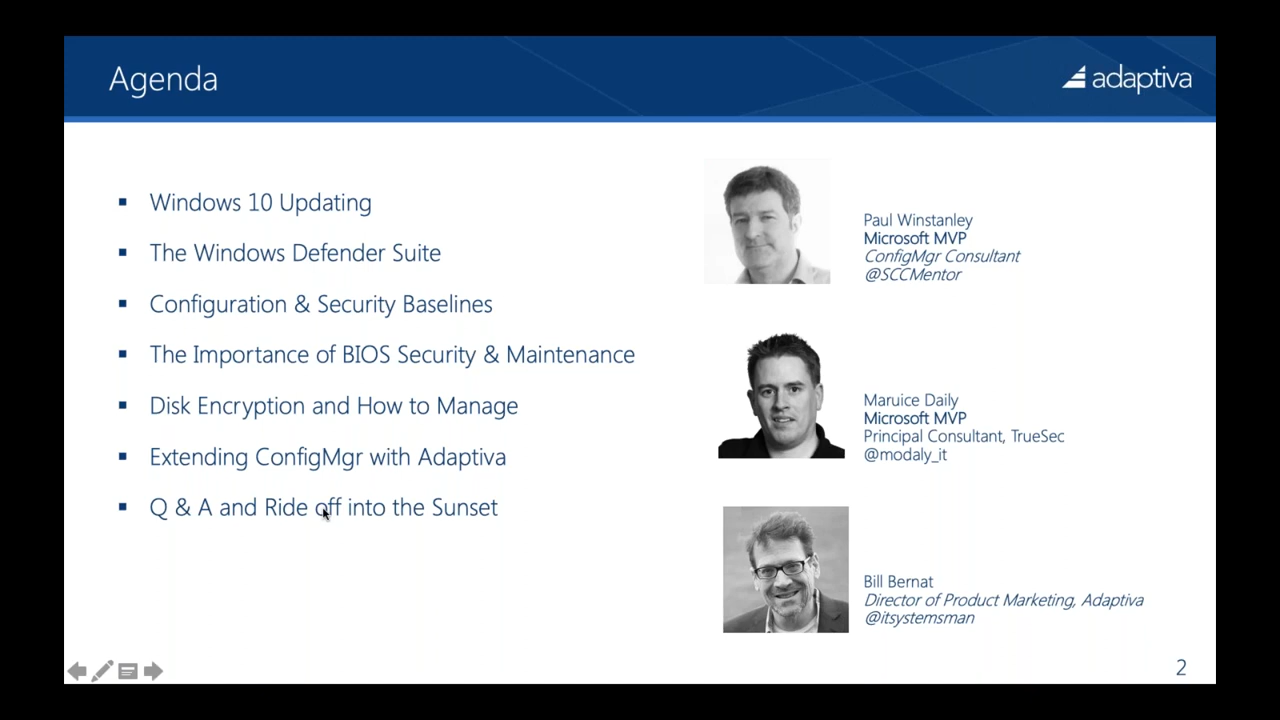 Agenda
adaptiva
Windows 10 Updating
The Windows Defender Suite
Configuration & Security Baselines
The Importance of BIOS Security & Maintenance
Disk Encryption and How to Manage
Extending ConfigMgr with Adaptiva
Q & A and Ride off into the Sunset
Paul Winstanley
Microsoft MVP
ConfigMgr Consultant
@SCCMentor
Maruice Daily
Microsoft MVP
Principal Consultant, TrueSec
@modaly_it
Bill Bernat
Director of Product Marketing, Adaptiva
@itsystemsman
2